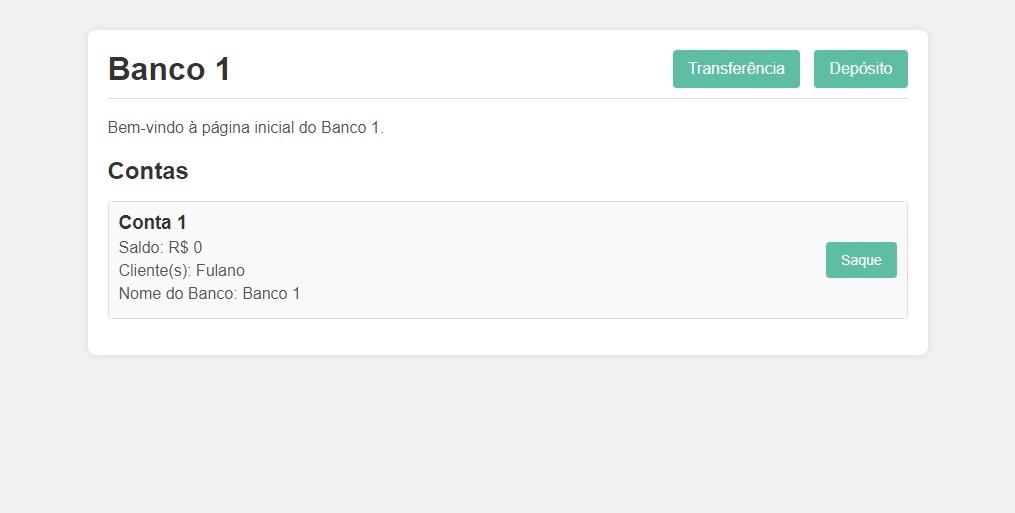 Banco 1
Transferência
Depósito
Bem-vindo à página inicial do Banco 1.
Contas
Conta 1
Saldo: R$ 0
Cliente(s): Fulano
Nome do Banco: Banco 1
Saque